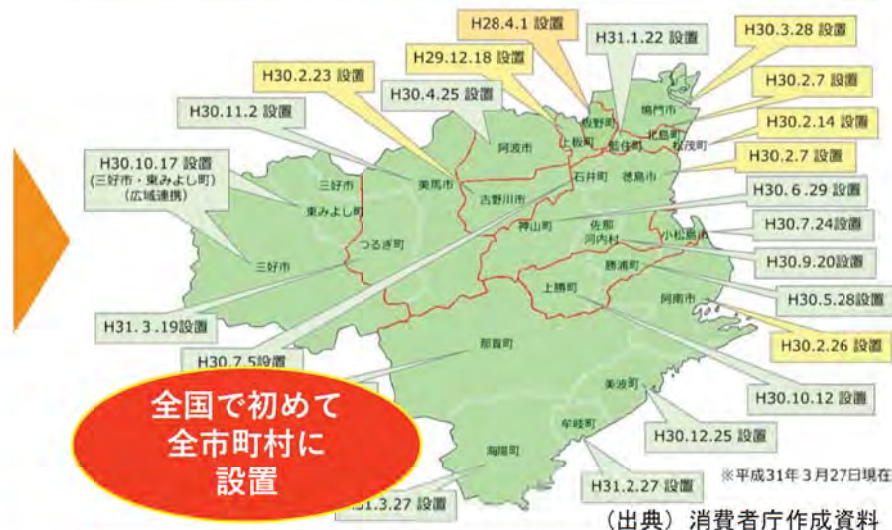 H28.4.1 設置
H31.1.22 設置
H30.3.28 設置
H29.12.18 設置
H30.2.23 設置
H30.4.25 設置
H30.2.7 設置
H30.11.2 設置
H30.2.14 設置
H30.10.17 設置
(三好市・東みよし町)
(広域連携)
H30.2.7 設置
H30.6.29 設置
H30.7.24設置
H30.9.20設置
H30.5.28設置
H30.2.26 設置
H31.3.19設置
H30.7.5設置
H30.10.12 設置
H30.12.25 設置
H31.2.27 設置
H31.3.27 設置
鳴門市
板野町
北島町
松茂町
上板町
藍住町
阿波市
三好市
美馬市
石井町
徳島市
吉野川市
東みよし町
神山町
佐那
河内村
小松島市
つるぎ町
三好市
勝浦町
上勝町
阿南市
那賀町
美波町
牟岐町
海陽町
全国で初めて
全市町村に
設置
※平成31年3月27日現在
(出典)消費者庁作成資料